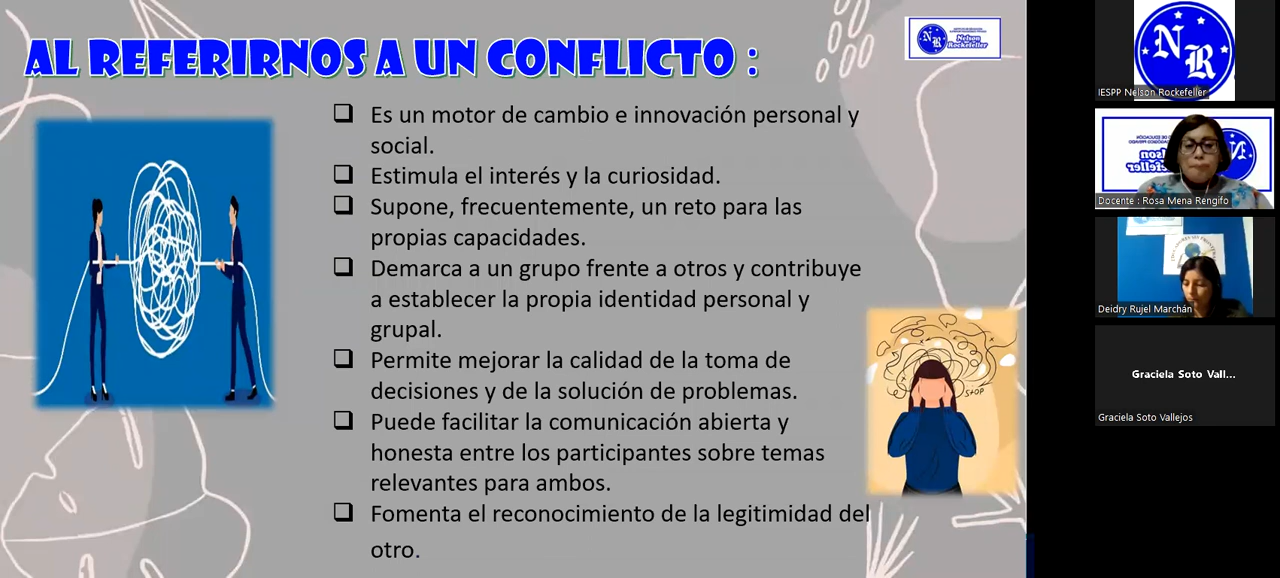 AL REFERIRNOS A UN CONFLICTO :
Nelson
Rockefeller
❑ Es un motor de cambio e innovación personal y
social.
❑ Estimula el interés y la curiosidad.
❑ Supone, frecuentemente, un reto para las
propias capacidades.
❑ Demarca a un grupo frente a otros y contribuye
a establecer la propia identidad personal y
grupal.
❑ Permite mejorar la calidad de la toma de
decisiones y de la solución de problemas.
❑ Puede facilitar la comunicación abierta y
honesta entre los participantes sobre temas
relevantes para ambos.
❑ Fomenta el reconocimiento de la legitimidad del
otro.
STOP
NR
IESPP Nelson Rockefeller
Docente : Rosa Mena Rengifo
Deidry Rujel Marchán
Graciela Soto Vall...
Graciela Soto Vallejos